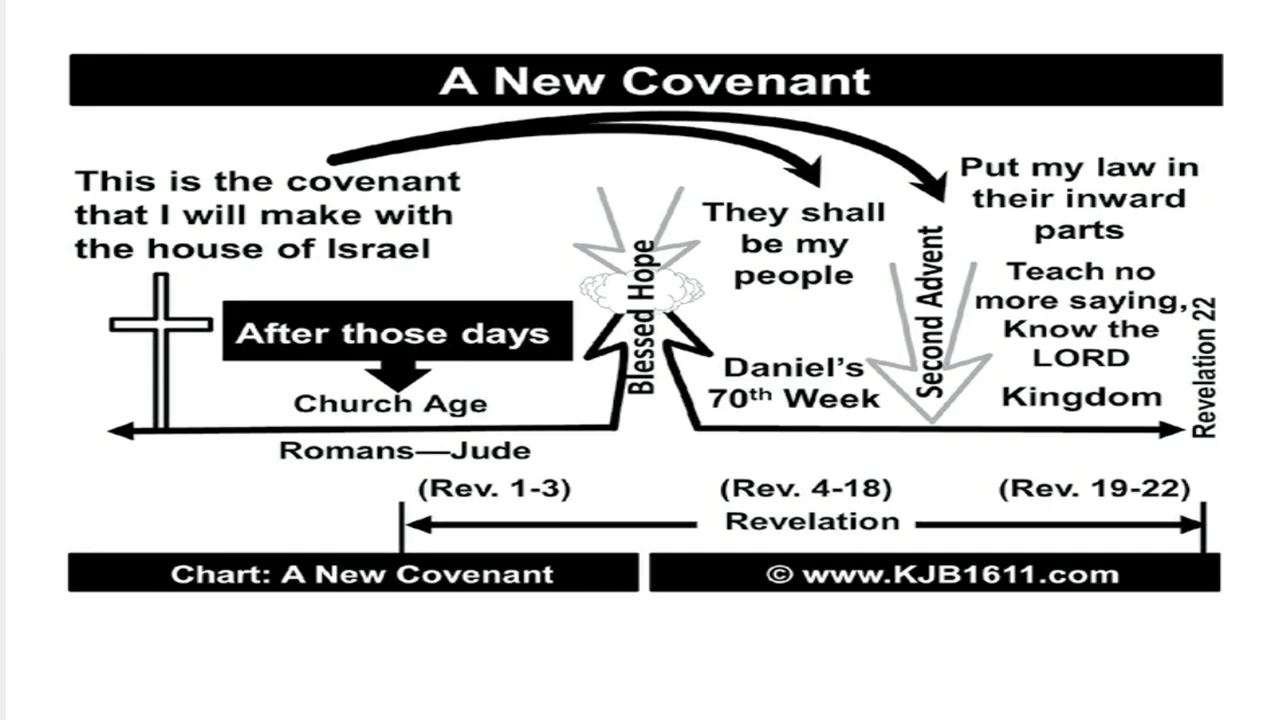 A New Covenant
This is the covenant
that I will make with
the house of Israel
After those days
Church Age
Romans—Jude
Blessed Hope
They shall
be my
people
Daniel's
70th Week
Second Advent
Put my law in
their inward
parts
Teach no
more saying,
Know the
LORD
Kingdom
Revelation 22
(Rev. 1-3)
(Rev. 4-18)
(Rev. 19-22)
Revelation
Chart: A New Covenant
© www.KJB1611.com